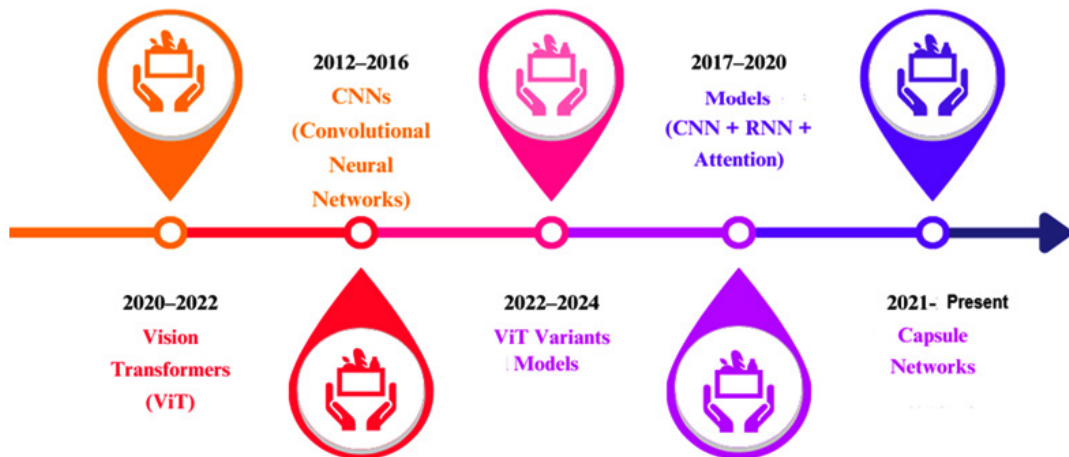 2012–2016
CNNs
(Convolutional
Neural
Networks)
2017–2020
Models
(CNN + RNN +
Attention)
2020–2022
Vision
Transformers
(ViT)
2022–2024
ViT Variants
Models
2021- Present
Capsule
Networks